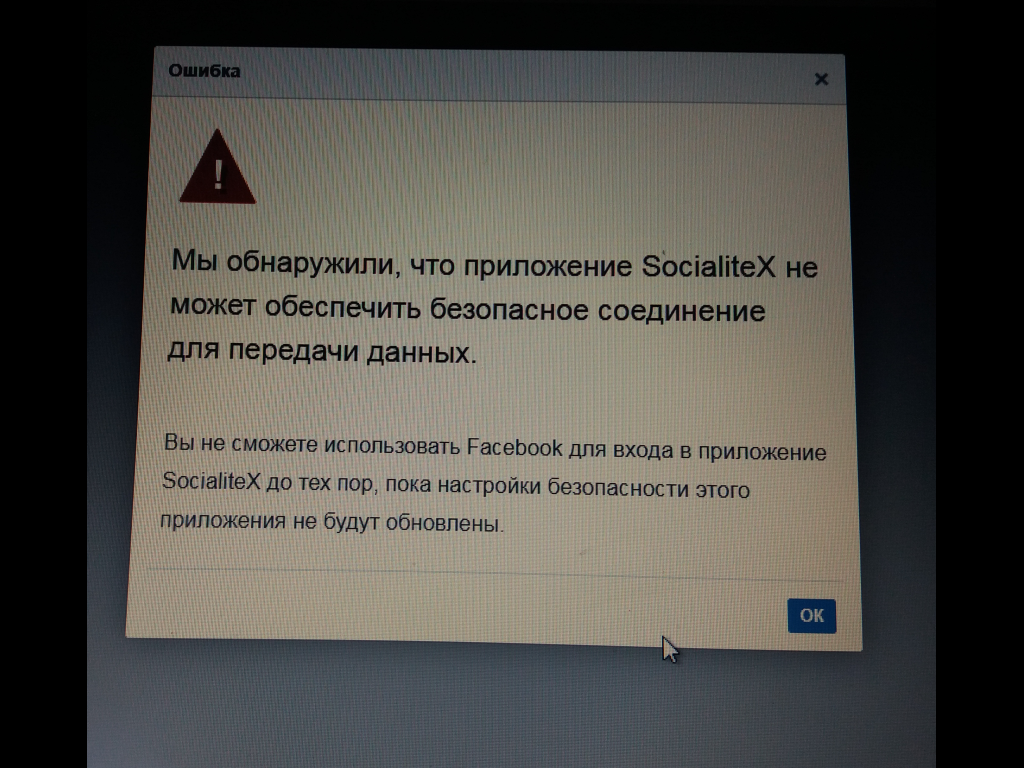 Ошибка
Мы обнаружили, что приложение SocialiteX не
может обеспечить безопасное соединение
для передачи данных.
Вы не сможете использовать Facebook для входа в приложение
SocialiteX до тех пор, пока настройки безопасности этого
приложения не будут обновлены.
ОК